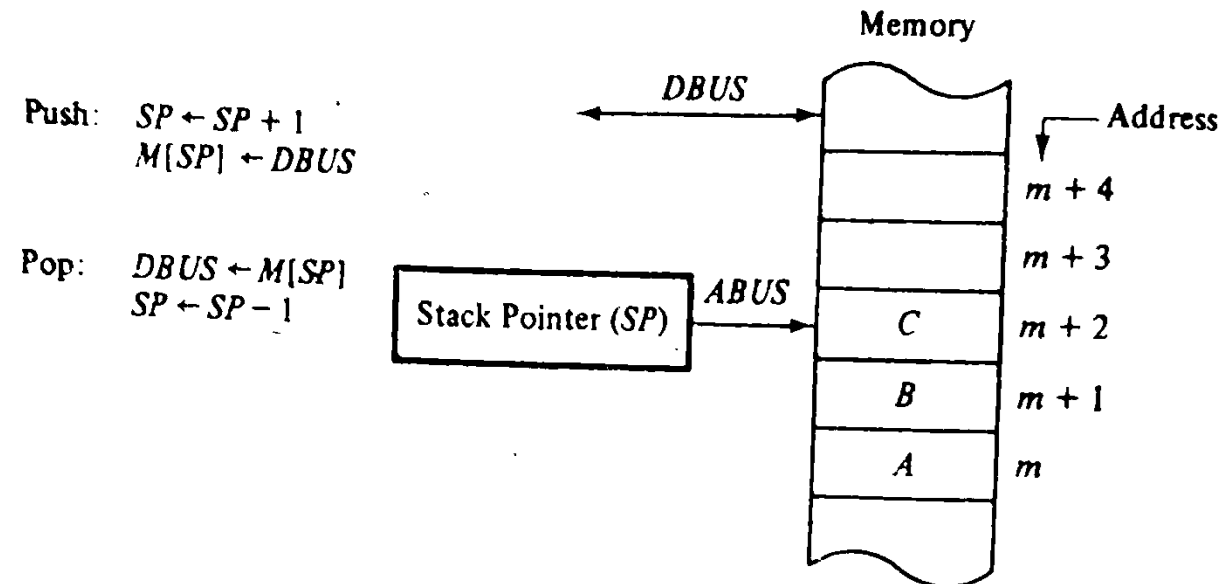 Memory
DBUS
Push: SP ← SP + 1
M[SP] ← DBUS
Address
m + 4
Pop: DBUS ← M[SP]
SP ← SP - 1
m + 3
ABUS
Stack Pointer (SP)
C
m + 2
B
m + 1
A
m